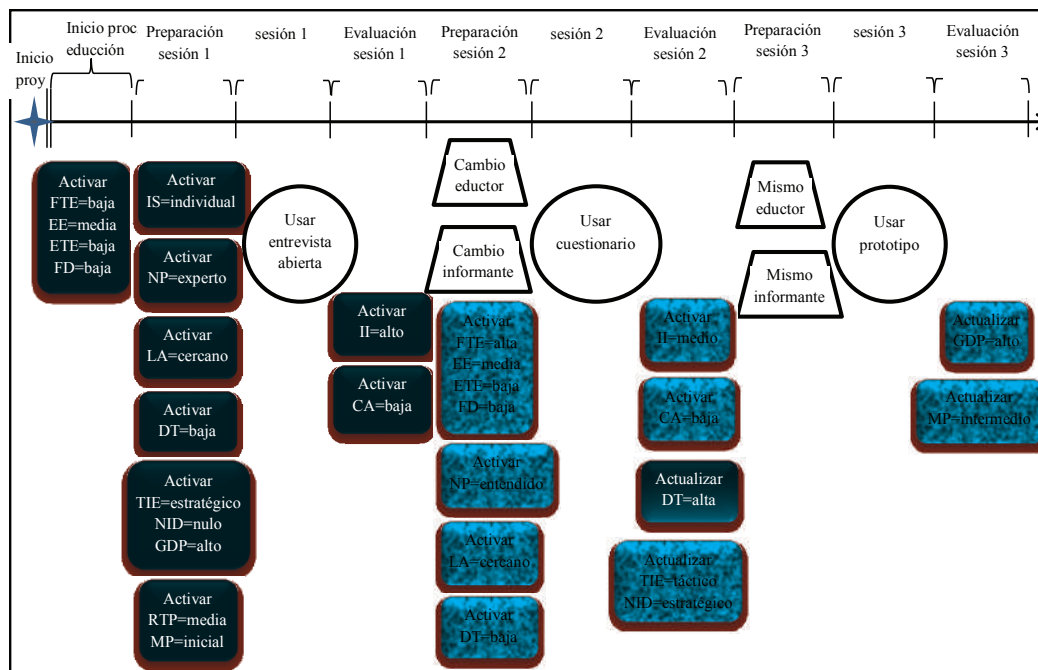 Inicio
proy
Inicio proc
educción
Preparación
sesión 1
sesión 1
Evaluación
sesión 1
Preparación
sesión 2
sesión 2
Evaluación
sesión 2
Preparación
sesión 3
sesión 3
Evaluación
sesión 3
Activar
FTE=baja
EE=media
ETE=baja
FD=baja
Activar
IS=individual
Activar
NP=experto
Activar
LA=cercano
Activar
DT=baja
Activar
TIE=estratégico
NID=nulo
GDP=alto
Activar
RTP=media
MP=inicial
Usar
entrevista
abierta
Activar
II=alto
Activar
CA=baja
Cambio
eductor
Cambio
informante
Activar
FTE=alta
EE=media
ETE=baja
FD=baja
Activar
NP=entendido
Activar
LA=cercano
Activar
DT=baja
Usar
cuestionario
Activar
II=medio
Activar
CA=baja
Actualizar
DT=alta
Actualizar
TIE=táctico
NID=estratégico
Mismo
eductor
Mismo
informante
Usar
prototipo
Actualizar
GDP=alto
Actualizar
MP=intermedio